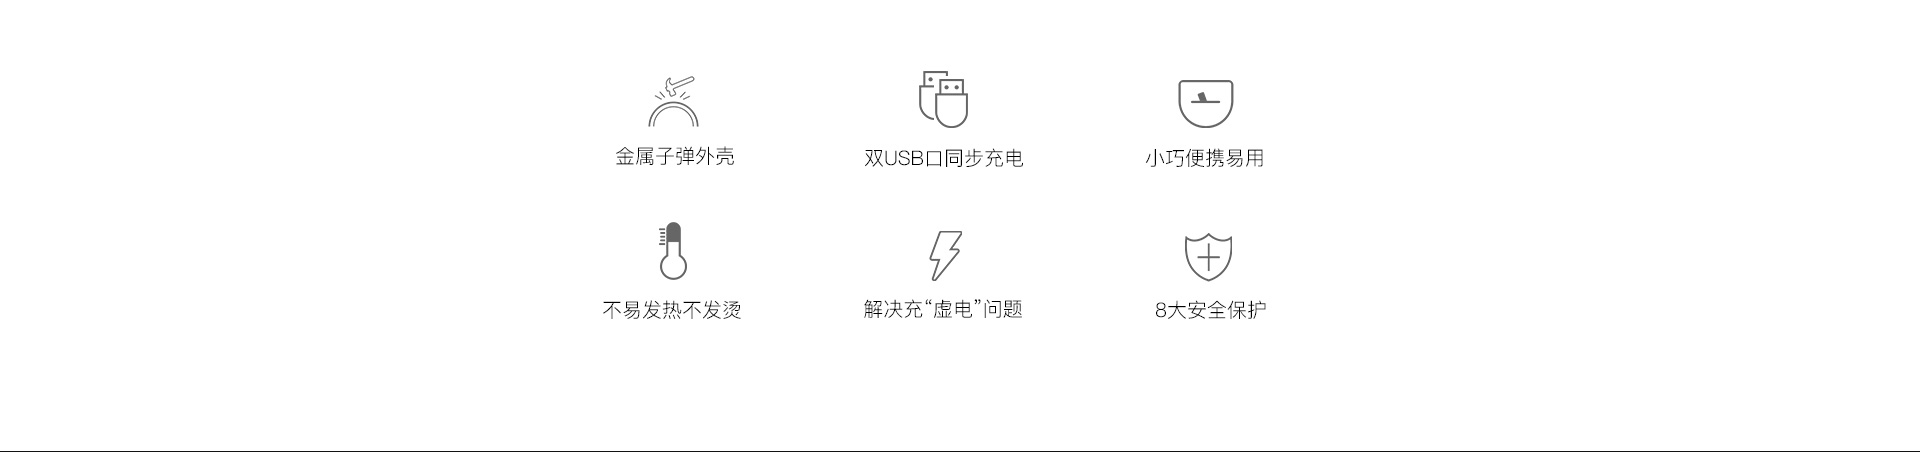 金属子弹外壳
双USB口同步充电
小巧便携易用
不易发热不发烫
解决充“虚电”问题
8大安全保护